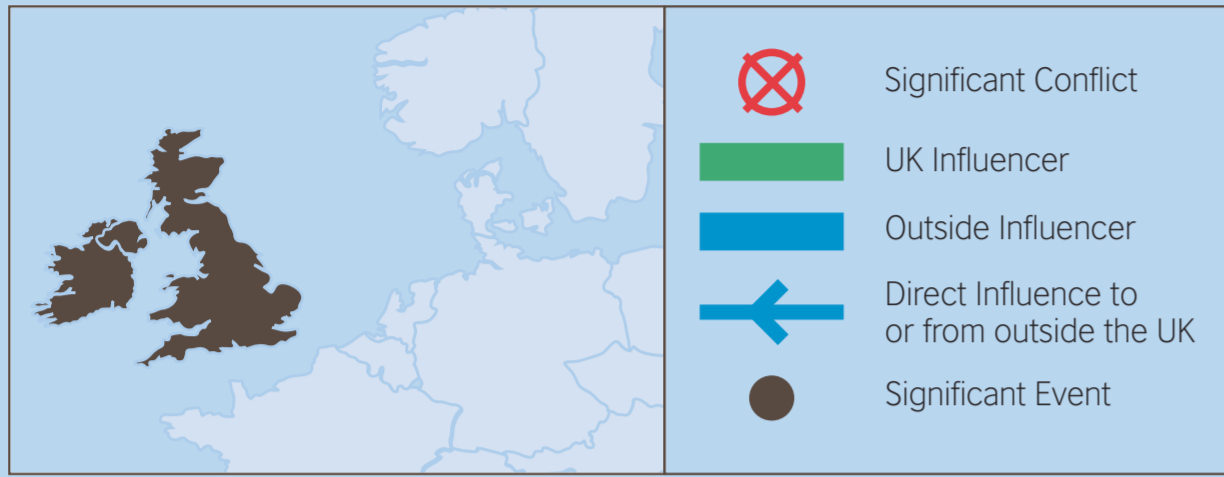 Significant Conflict
UK Influencer
Outside Influencer
Direct Influence to
or from outside the UK
Significant Event